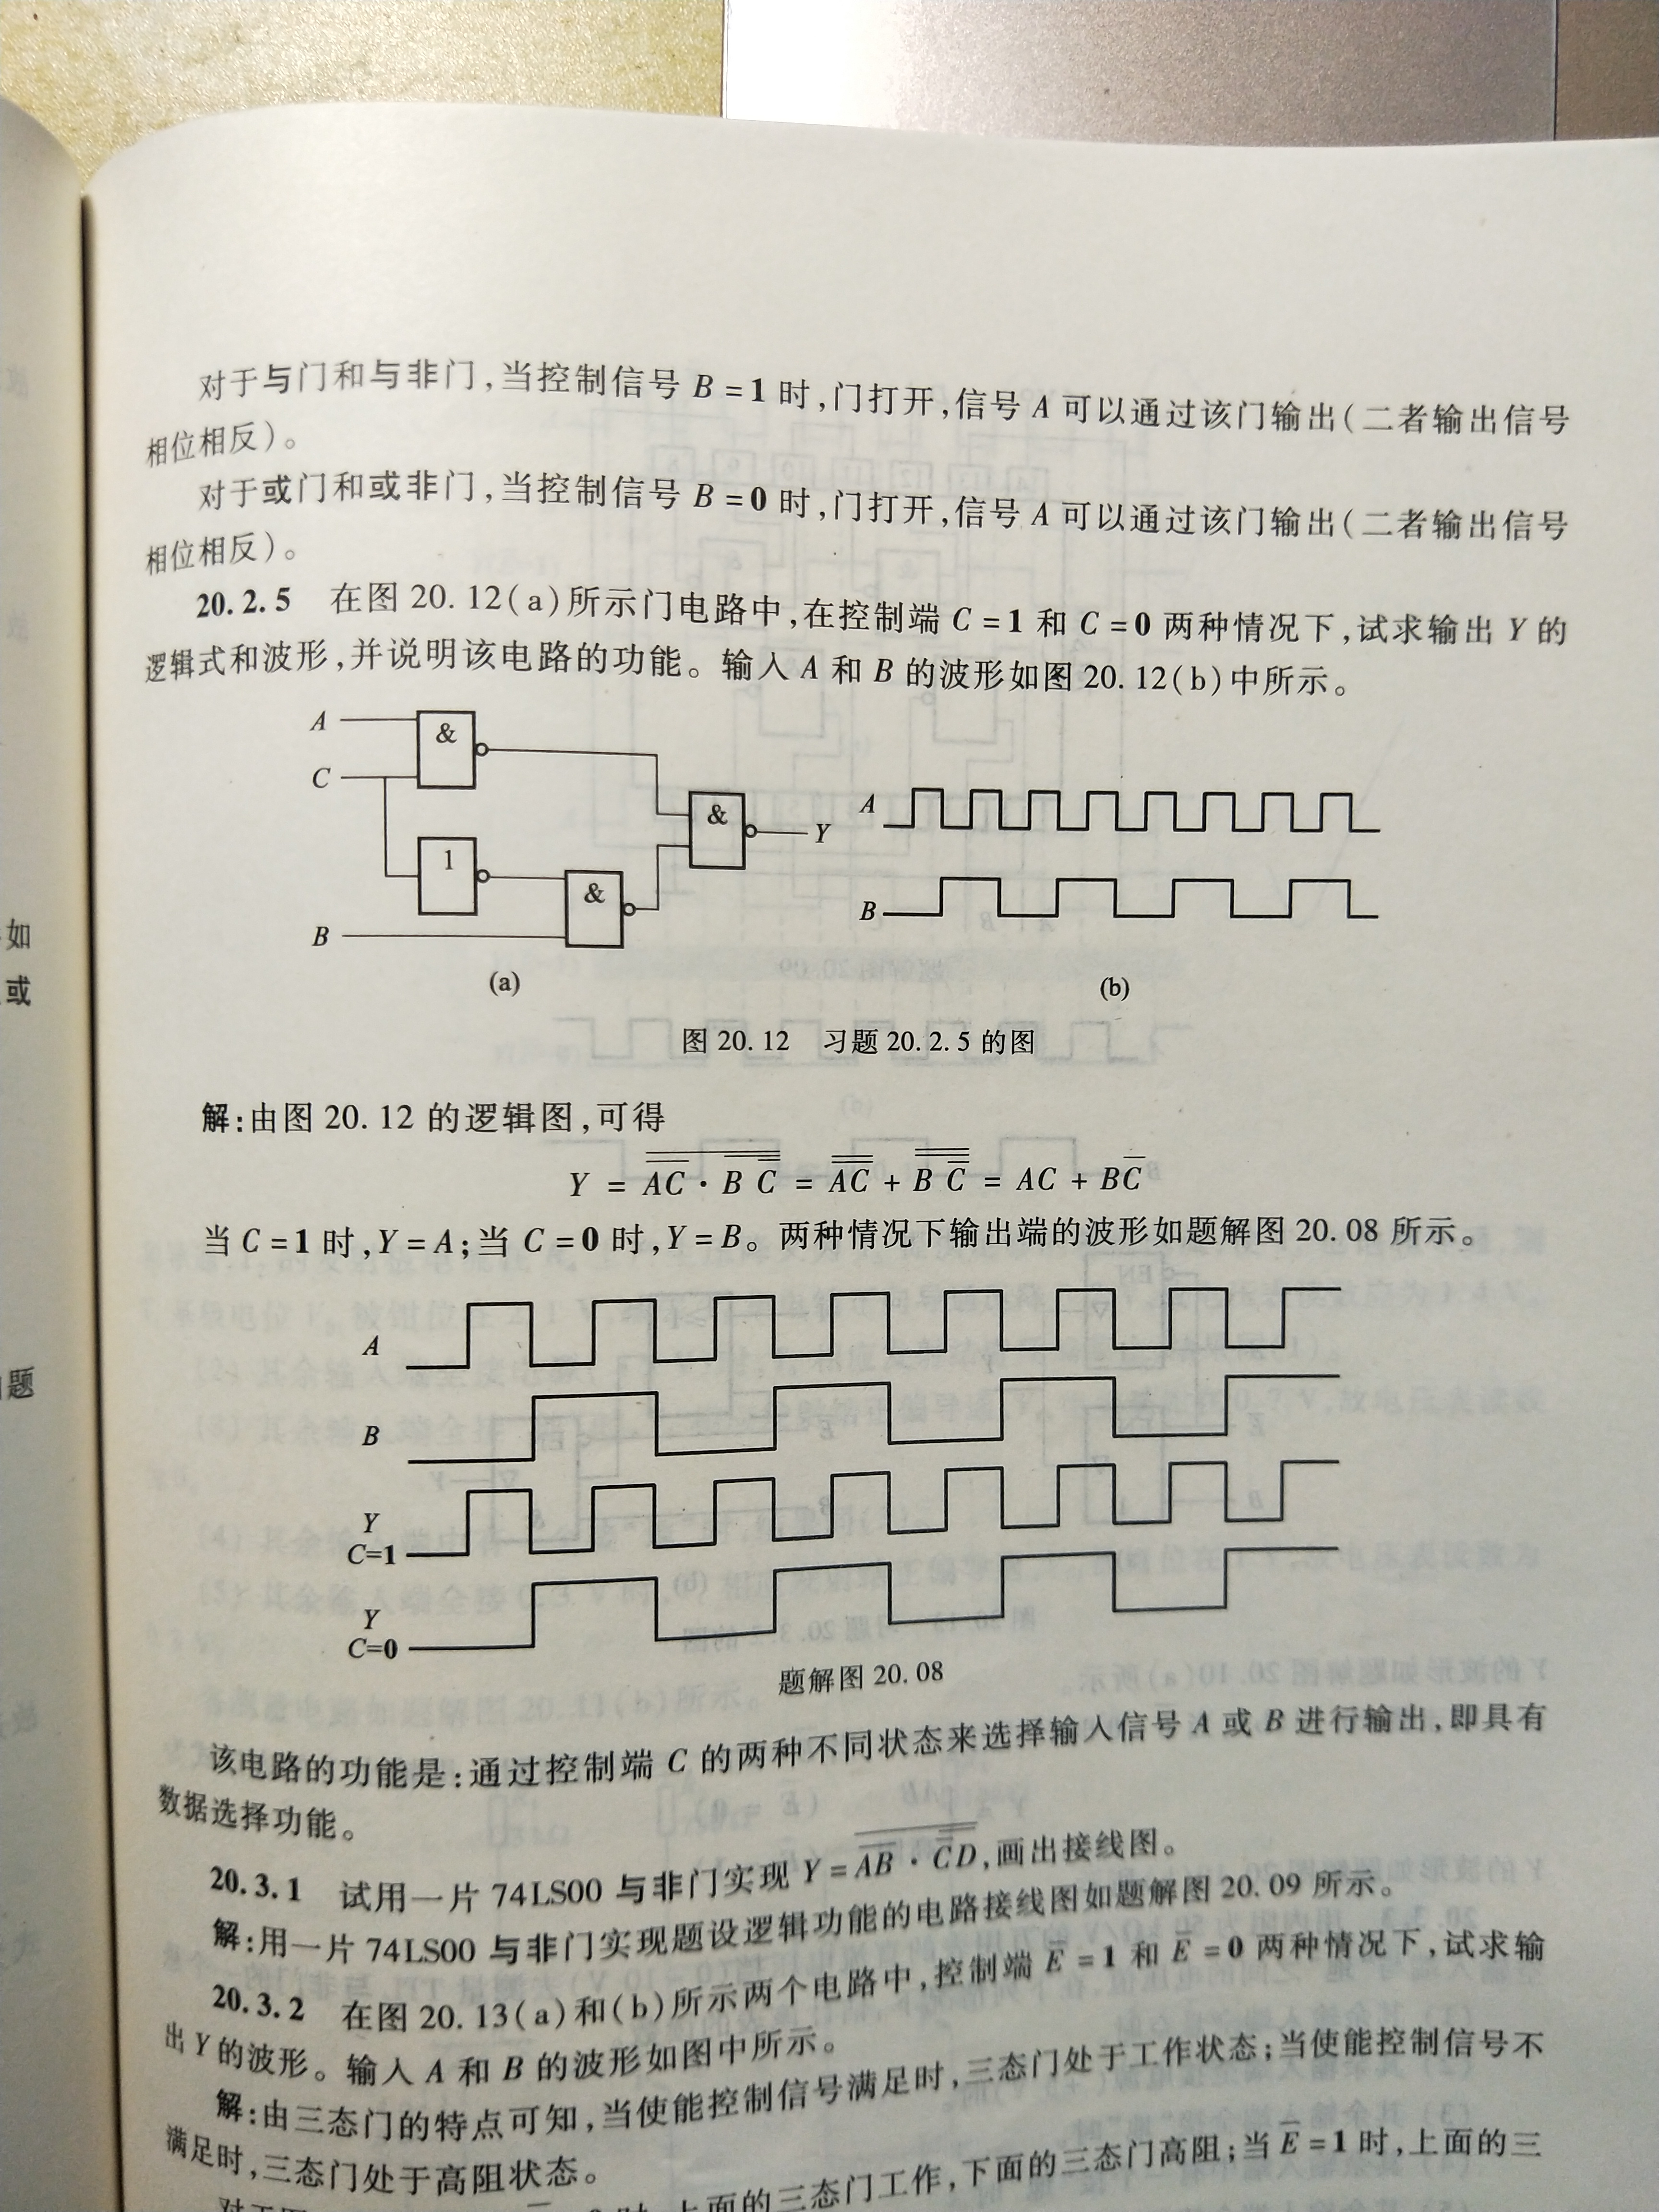 对于与门和与非门,当控制信号 B=1 时,门打开,信号 A 可以通过该门输出(二者输出信号
相位相反)。
对于或门和或非门,当控制信号 B=0 时,门打开,信号 A 可以通过该门输出(二者输出信号
相位相反)。
20.2.5 在图 20.12(a)所示门电路中,在控制端 C=1 和 C=0 两种情况下,试求输出 Y 的
逻辑式和波形,并说明该电路的功能。输入 A 和 B 的波形如图 20.12(b)中所示。
A
&
C
&
Y
1
&
B
(a)
A
B
(b)
图 20.12 习题 20.2.5 的图
解:由图 20.12 的逻辑图,可得
Y = \overline{\overline{AC}·\overline{B\overline{C}}} = \overline{\overline{AC}} + \overline{\overline{B\overline{C}}} = AC + B\overline{C}
当 C=1 时,Y=A;当 C=0 时,Y=B。两种情况下输出端的波形如题解图 20.08 所示。
A
B
Y
C=1
Y
C=0
题解图 20.08
该电路的功能是:通过控制端 C 的两种不同状态来选择输入信号 A 或 B 进行输出,即具有
数据选择功能。
20.3.1 试用一片 74LS00 与非门实现 Y=\overline{\overline{AB}·\overline{\overline{C}D}},画出接线图。
解:用一片 74LS00 与非门实现题设逻辑功能的电路接线图如题解图 20.09 所示。
20.3.2 在图 20.13(a)和(b)所示两个电路中,控制端 \overline{E}=1 和 \overline{E}=0 两种情况下,试求输
出 Y 的波形。输入 A 和 B 的波形如图中所示。
解:由三态门的特点可知,当使能控制信号满足时,三态门处于工作状态;当使能控制信号不
满足时,三态门处于高阻状态。
时,上面的三态门工作,下面的三态门高阻;当 \overline{E}=1 时,上面的三
如
或
题